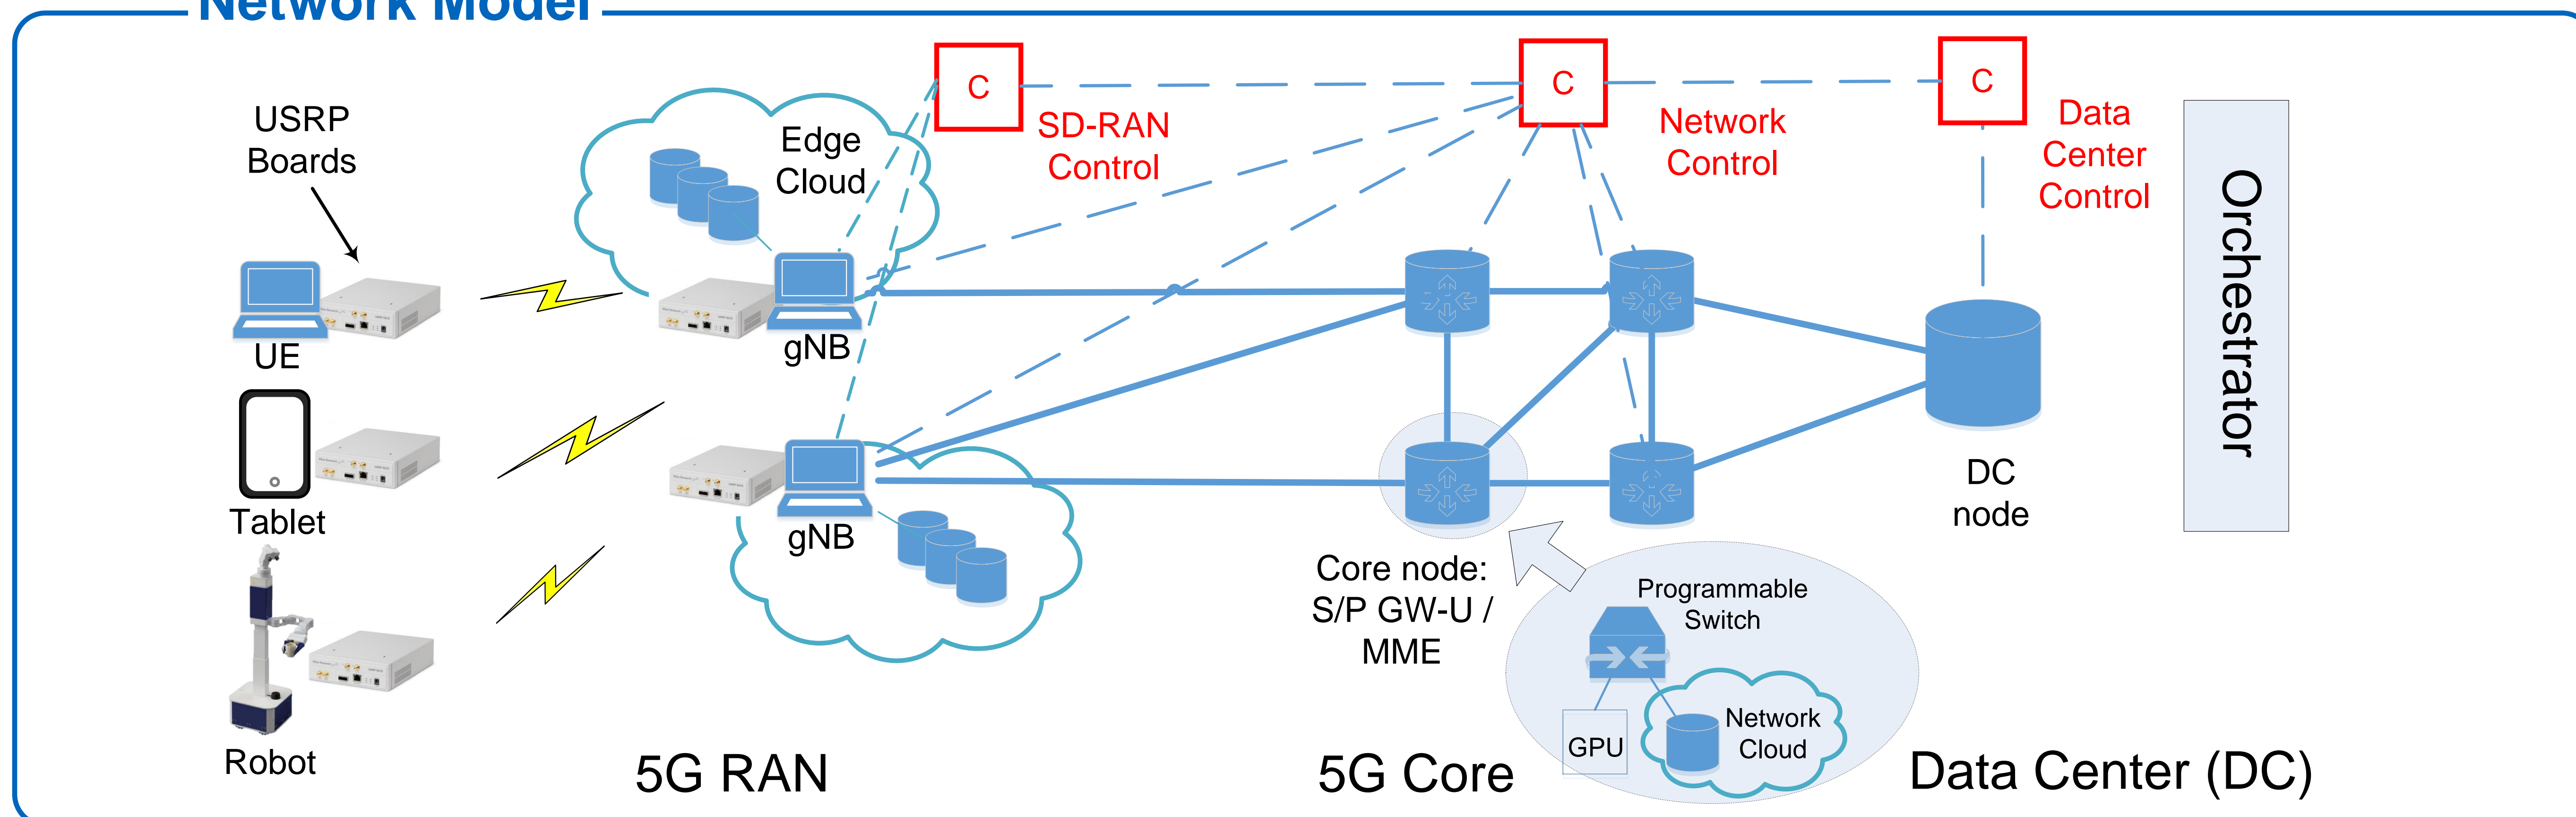 Network Model
USRP
Boards
Edge
Cloud
C
SD-RAN
Control
C
Network
Control
C
Data
Center
Control
Orchestrator
UE
gNB
Tablet
gNB
DC
node
Core node:
S/P GW-U /
MME
Programmable
Switch
GPU
Network
Cloud
Robot
5G RAN
5G Core
Data Center (DC)